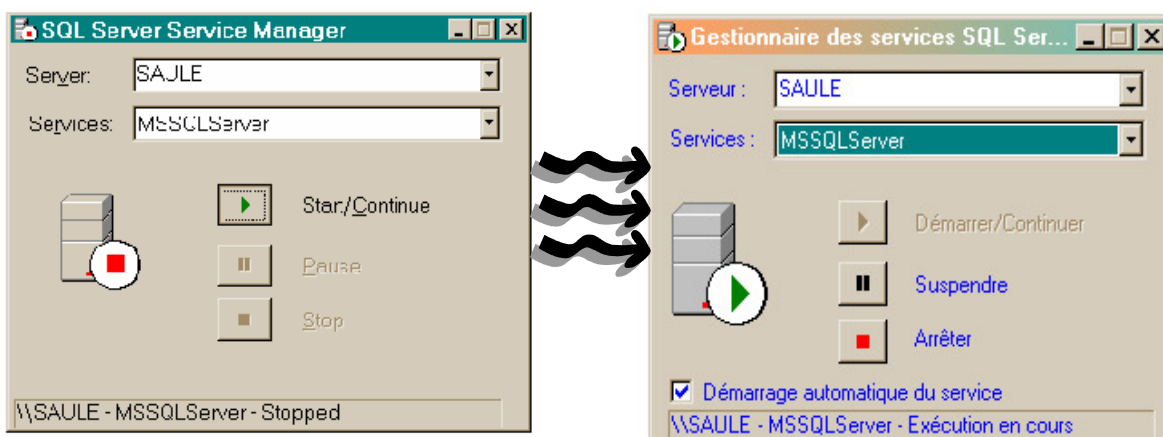 SQL Server Service Manager
Server: SAULE
Services: MSSQLServer
Start/Continue
Pause
Stop
\\SAULE - MSSQLServer - Stopped
Gestionnaire des services SQL Ser...
Serveur : SAULE
Services : MSSQLServer
Démarrer/Continuer
Suspendre
Arrêter
Démarrage automatique du service
\\SAULE - MSSQLServer - Exécution en cours